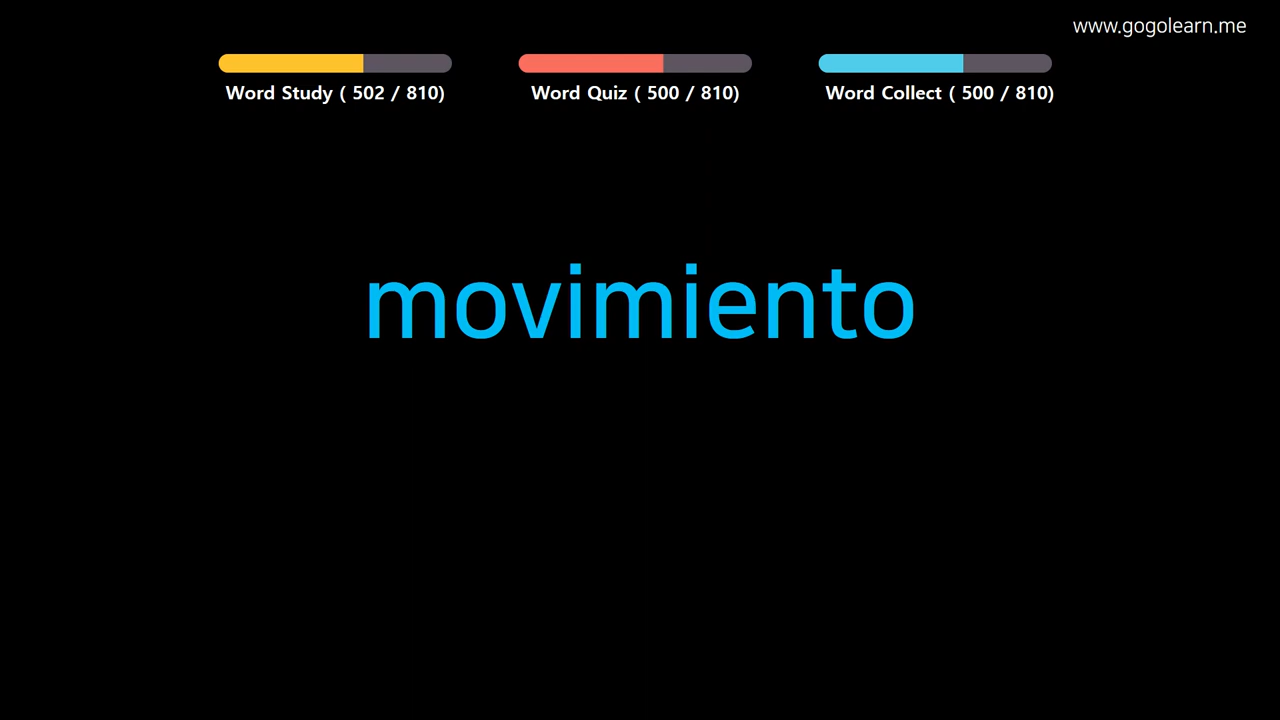 www.gogolearn.me
Word Study ( 502 / 810)
Word Quiz ( 500 / 810)
Word Collect ( 500 / 810)
movimiento